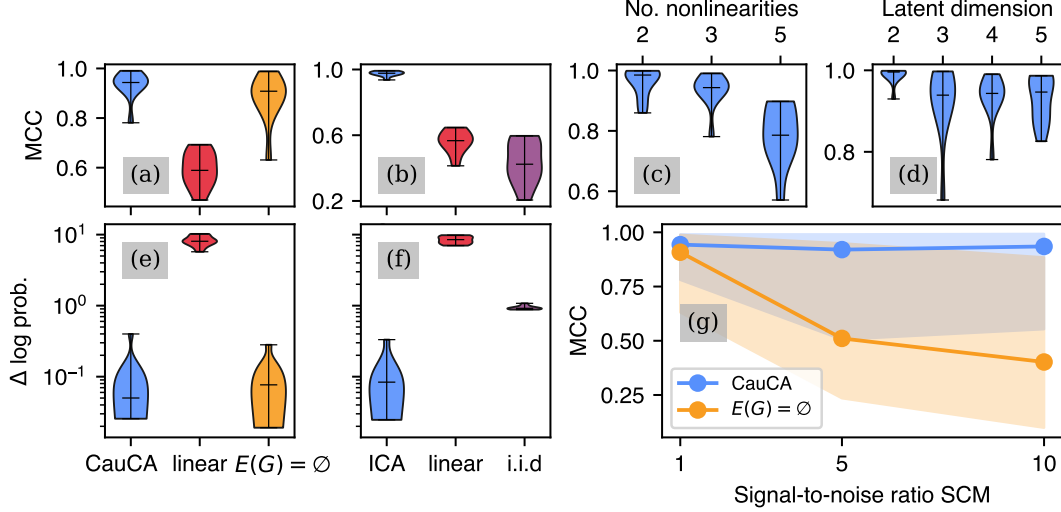 No. nonlinearities
Latent dimension
2 3 5
2 3 4 5
MCC
1.0
0.8
0.6
(a)
1.0
0.6
0.2
(b)
1.0
0.8
0.6
(c)
0.8
(d)
Δ log prob.
10¹
10⁰
10⁻¹
(e)
CauCA linear E(G) = ∅
(f)
ICA linear i.i.d
MCC
1.00
0.75
0.50
0.25
(g)
CauCA
E(G) = ∅
1 5 10
Signal-to-noise ratio SCM